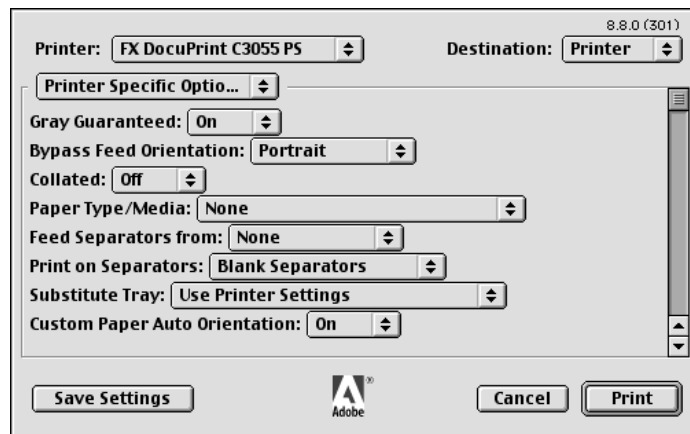 8.8.0 (301)
Printer: FX DocuPrint C3055 PS Destination: Printer
Printer Specific Optio...
Gray Guaranteed: On
Bypass Feed Orientation: Portrait
Collated: Off
Paper Type/Media: None
Feed Separators from: None
Print on Separators: Blank Separators
Substitute Tray: Use Printer Settings
Custom Paper Auto Orientation: On
Save Settings Adobe® Cancel Print